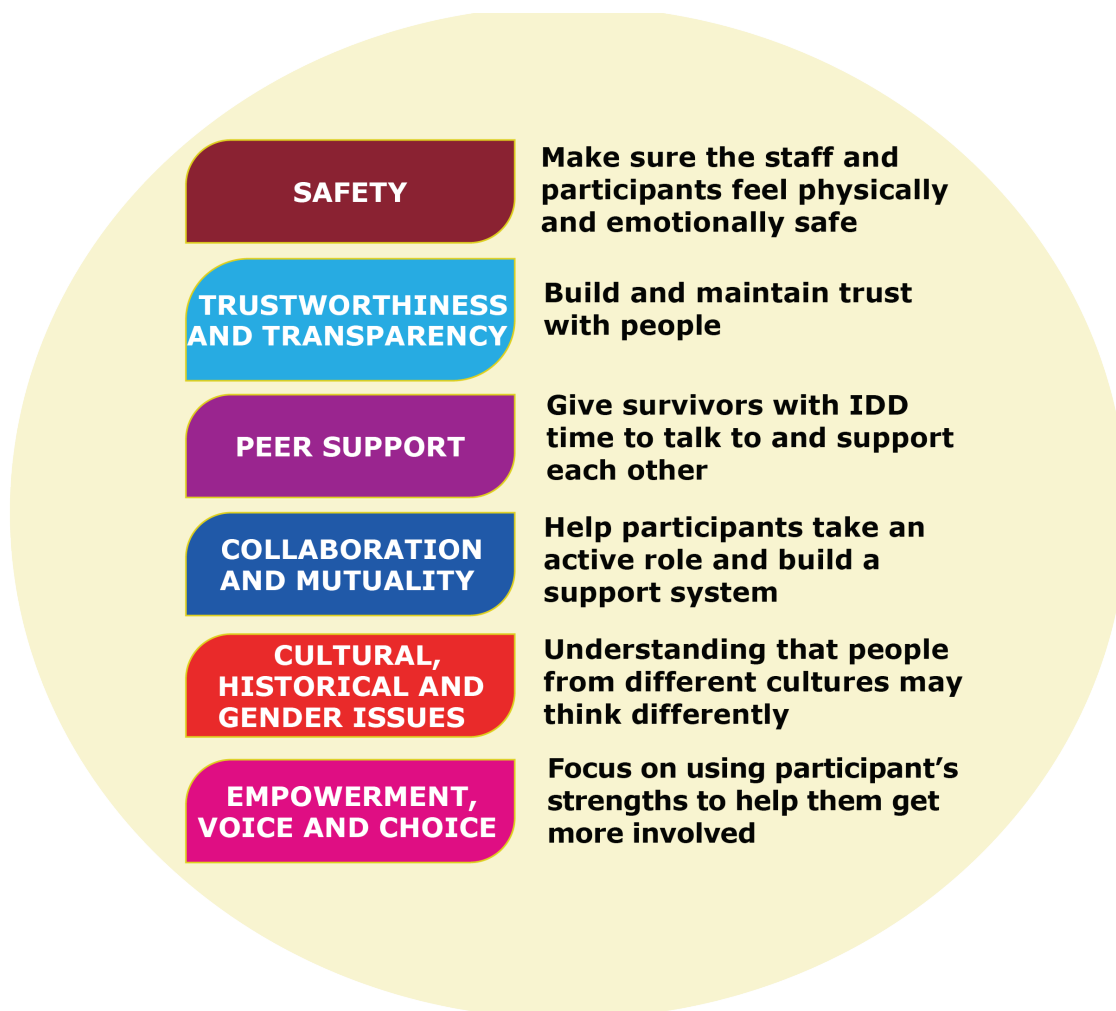 SAFETY
Make sure the staff and
participants feel physically
and emotionally safe
TRUSTWORTHINESS
AND TRANSPARENCY
Build and maintain trust
with people
PEER SUPPORT
Give survivors with IDD
time to talk to and support
each other
COLLABORATION
AND MUTUALITY
Help participants take an
active role and build a
support system
CULTURAL,
HISTORICAL AND
GENDER ISSUES
Understanding that people
from different cultures may
think differently
EMPOWERMENT,
VOICE AND CHOICE
Focus on using participant’s
strengths to help them get
more involved